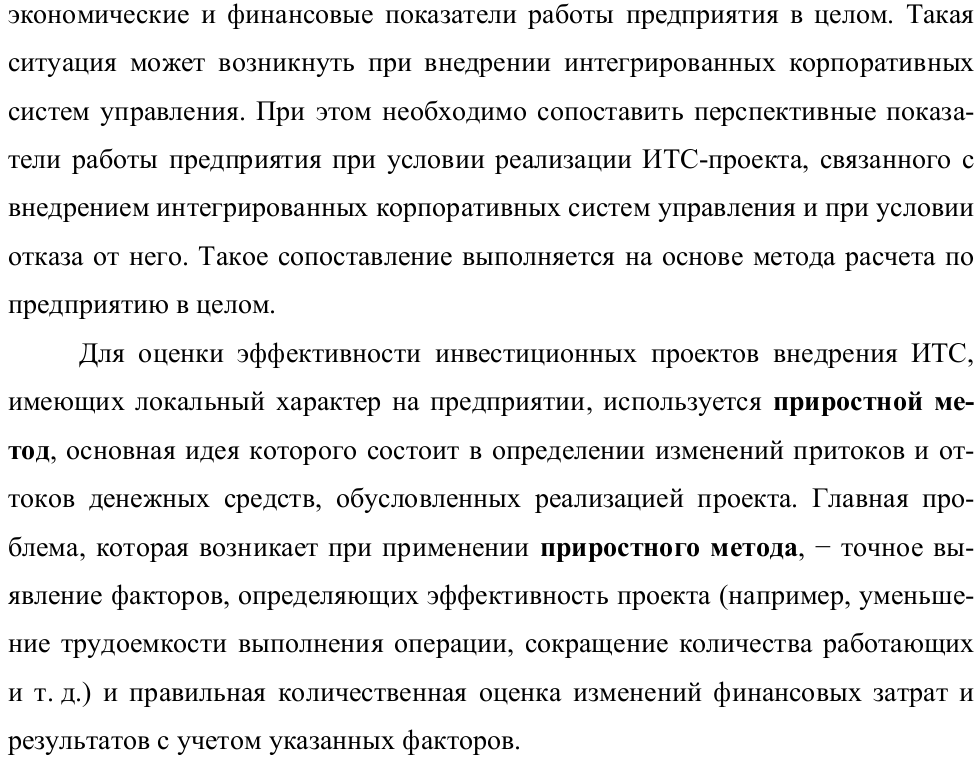 экономические и финансовые показатели работы предприятия в целом. Такая
ситуация может возникнуть при внедрении интегрированных корпоративных
систем управления. При этом необходимо сопоставить перспективные показа-
тели работы предприятия при условии реализации ИТС-проекта, связанного с
внедрением интегрированных корпоративных систем управления и при условии
отказа от него. Такое сопоставление выполняется на основе метода расчета по
предприятию в целом.
Для оценки эффективности инвестиционных проектов внедрения ИТС,
имеющих локальный характер на предприятии, используется приростной ме-
тод, основная идея которого состоит в определении изменений притоков и от-
токов денежных средств, обусловленных реализацией проекта. Главная про-
блема, которая возникает при применении приростного метода, − точное вы-
явление факторов, определяющих эффективность проекта (например, уменьше-
ние трудоемкости выполнения операции, сокращение количества работающих
и т. д.) и правильная количественная оценка изменений финансовых затрат и
результатов с учетом указанных факторов.